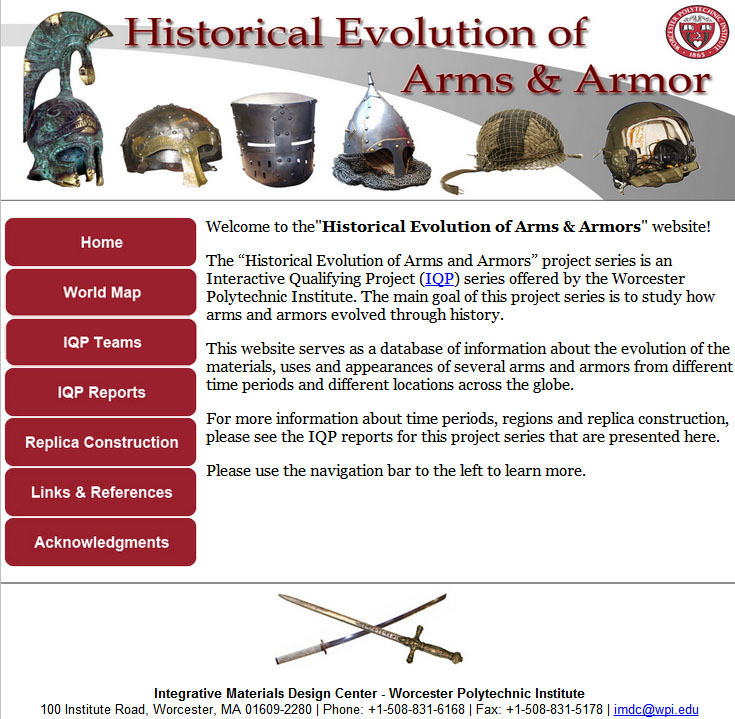 Historical Evolution of
Arms & Armor
WORCESTER POLYTECHNIC INSTITUTE
1865
Home
World Map
IQP Teams
IQP Reports
Replica Construction
Links & References
Acknowledgments
Welcome to the"Historical Evolution of Arms & Armors" website!
The “Historical Evolution of Arms and Armors” project series is an
Interactive Qualifying Project (IQP) series offered by the Worcester
Polytechnic Institute. The main goal of this project series is to study how
arms and armors evolved through history.
This website serves as a database of information about the evolution of the
materials, uses and appearances of several arms and armors from different
time periods and different locations across the globe.
For more information about time periods, regions and replica construction,
please see the IQP reports for this project series that are presented here.
Please use the navigation bar to the left to learn more.
Integrative Materials Design Center - Worcester Polytechnic Institute
100 Institute Road, Worcester, MA 01609-2280 | Phone: +1-508-831-6168 | Fax: +1-508-831-5178 | imdc@wpi.edu